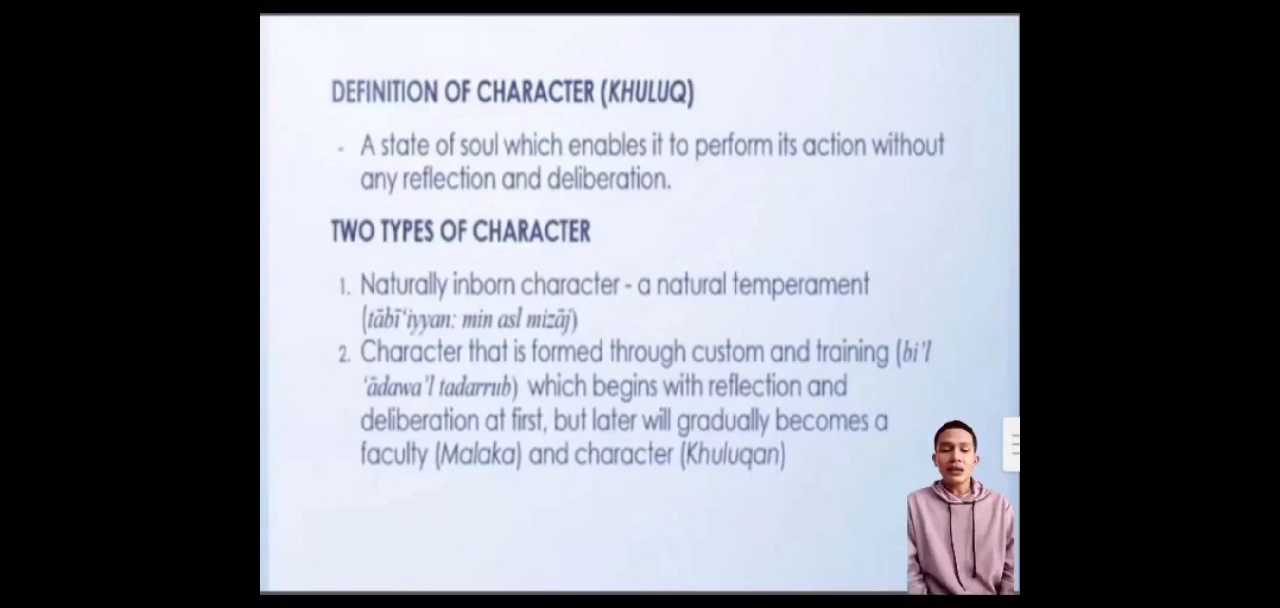 DEFINITION OF CHARACTER (KHULUQ)
- A state of soul which enables it to perform its action without
any reflection and deliberation.
TWO TYPES OF CHARACTER
1. Naturally inborn character - a natural temperament
(tābī‘iyyan: min asl mizāj)
2. Character that is formed through custom and training (bi’l
‘ādawa’l tadarrub) which begins with reflection and
deliberation at first, but later will gradually becomes a
faculty (Malaka) and character (Khuluqan)